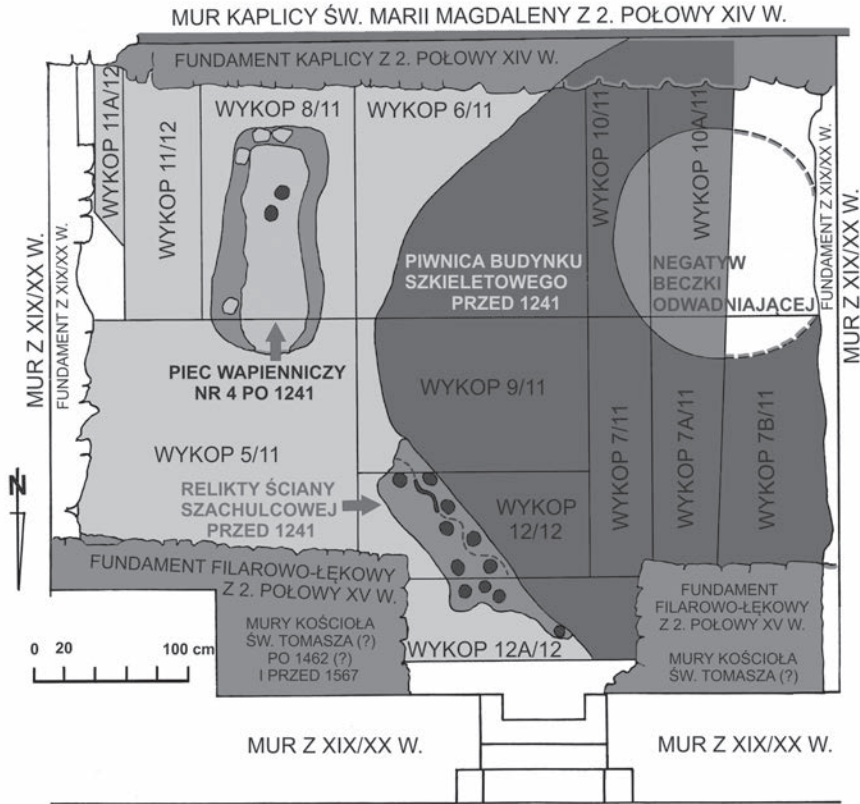 MUR KAPLICY ŚW. MARII MAGDALENY Z 2. POŁOWY XIV W.
FUNDAMENT KAPLICY Z 2. POŁOWY XIV W.
WYKOP 11A/12
WYKOP 11/12
WYKOP 8/11
WYKOP 6/11
WYKOP 10/11
WYKOP 10A/11
MUR Z XIX/XX W.
FUNDAMENT Z XIX/XX W.
PIWNICA BUDYNKU
SZKIELETOWEGO
PRZED 1241
NEGATYW
BECZKI
ODWADNIAJĄCEJ
FUNDAMENT Z XIX/XX W.
MUR Z XIX/XX W.
PIEC WAPIENNICZY
NR 4 PO 1241
WYKOP 9/11
WYKOP 5/11
WYKOP 7/11
WYKOP 7A/11
WYKOP 7B/11
N
RELIKTY ŚCIANY
SZACHULCOWEJ
PRZED 1241
WYKOP
12/12
FUNDAMENT FILAROWO-ŁĘKOWY
Z 2. POŁOWY XV W.
MURY KOŚCIOŁA
ŚW. TOMASZA (?)
PO 1462 (?)
I PRZED 1567
WYKOP 12A/12
FUNDAMENT
FILAROWO-ŁĘKOWY
Z 2. POŁOWY XV W.
MURY KOŚCIOŁA
ŚW. TOMASZA (?)
0 20 100 cm
MUR Z XIX/XX W.
MUR Z XIX/XX W.